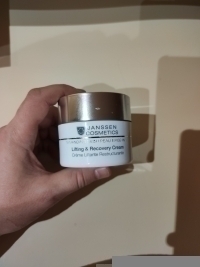 JANSSEN
COSMETICS
Lifting & Recovery Cream
Crème Liftante Restructurante